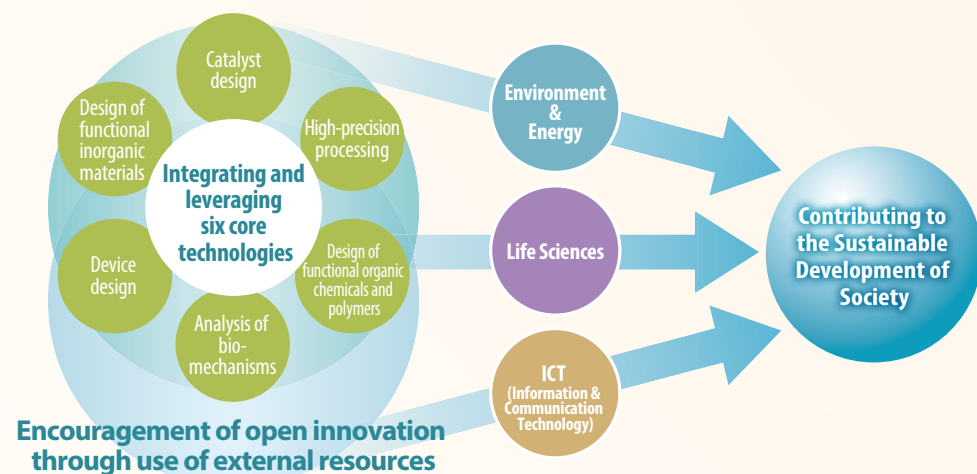 Catalyst
design
High-precision
processing
Design of
functional organic
chemicals and
polymers
Analysis of
bio-
mechanisms
Device
design
Design of
functional
inorganic
materials
Integrating and
leveraging
six core
technologies
Encouragement of open innovation
through use of external resources
Environment
&
Energy
Life Sciences
ICT
(Information &
Communication
Technology)
Contributing to
the Sustainable
Development of
Society